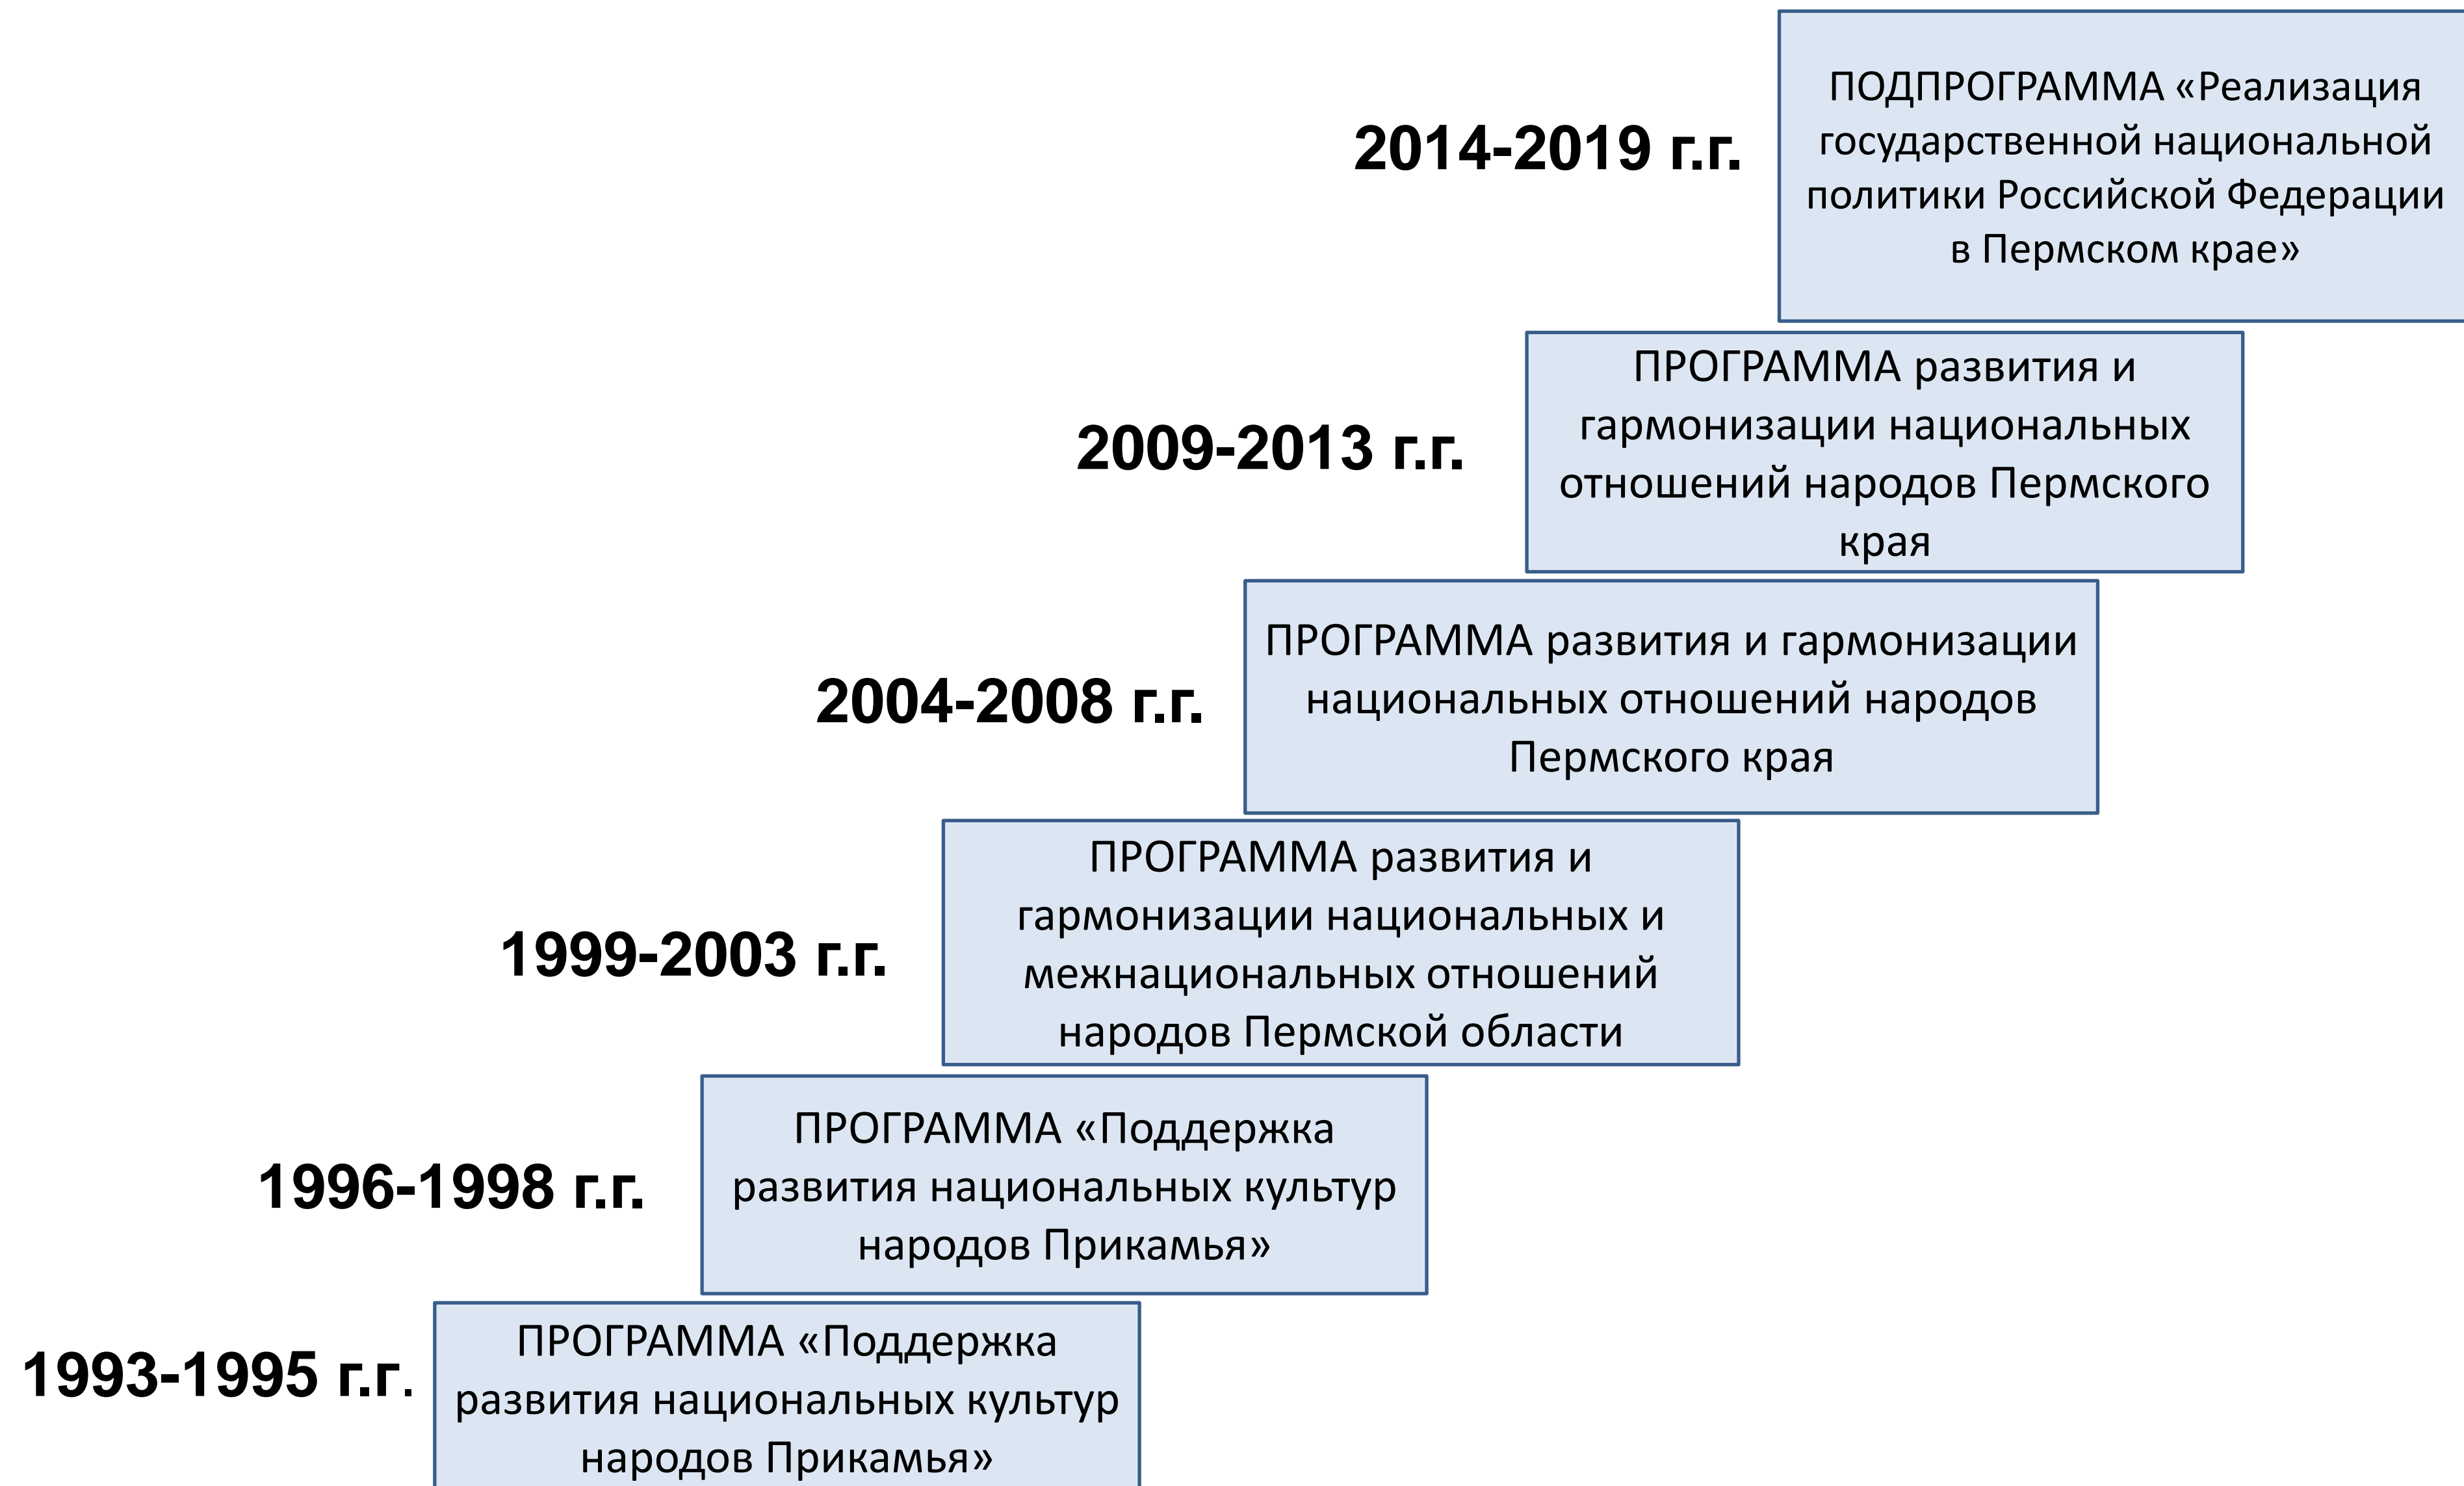 2014-2019 г.г.
ПОДПРОГРАММА «Реализация
государственной национальной
политики Российской Федерации
в Пермском крае»
2009-2013 г.г.
ПРОГРАММА развития и
гармонизации национальных
отношений народов Пермского
края
2004-2008 г.г.
ПРОГРАММА развития и гармонизации
национальных отношений народов
Пермского края
1999-2003 г.г.
ПРОГРАММА развития и
гармонизации национальных и
межнациональных отношений
народов Пермской области
1996-1998 г.г.
ПРОГРАММА «Поддержка
развития национальных культур
народов Прикамья»
1993-1995 г.г.
ПРОГРАММА «Поддержка
развития национальных культур
народов Прикамья»